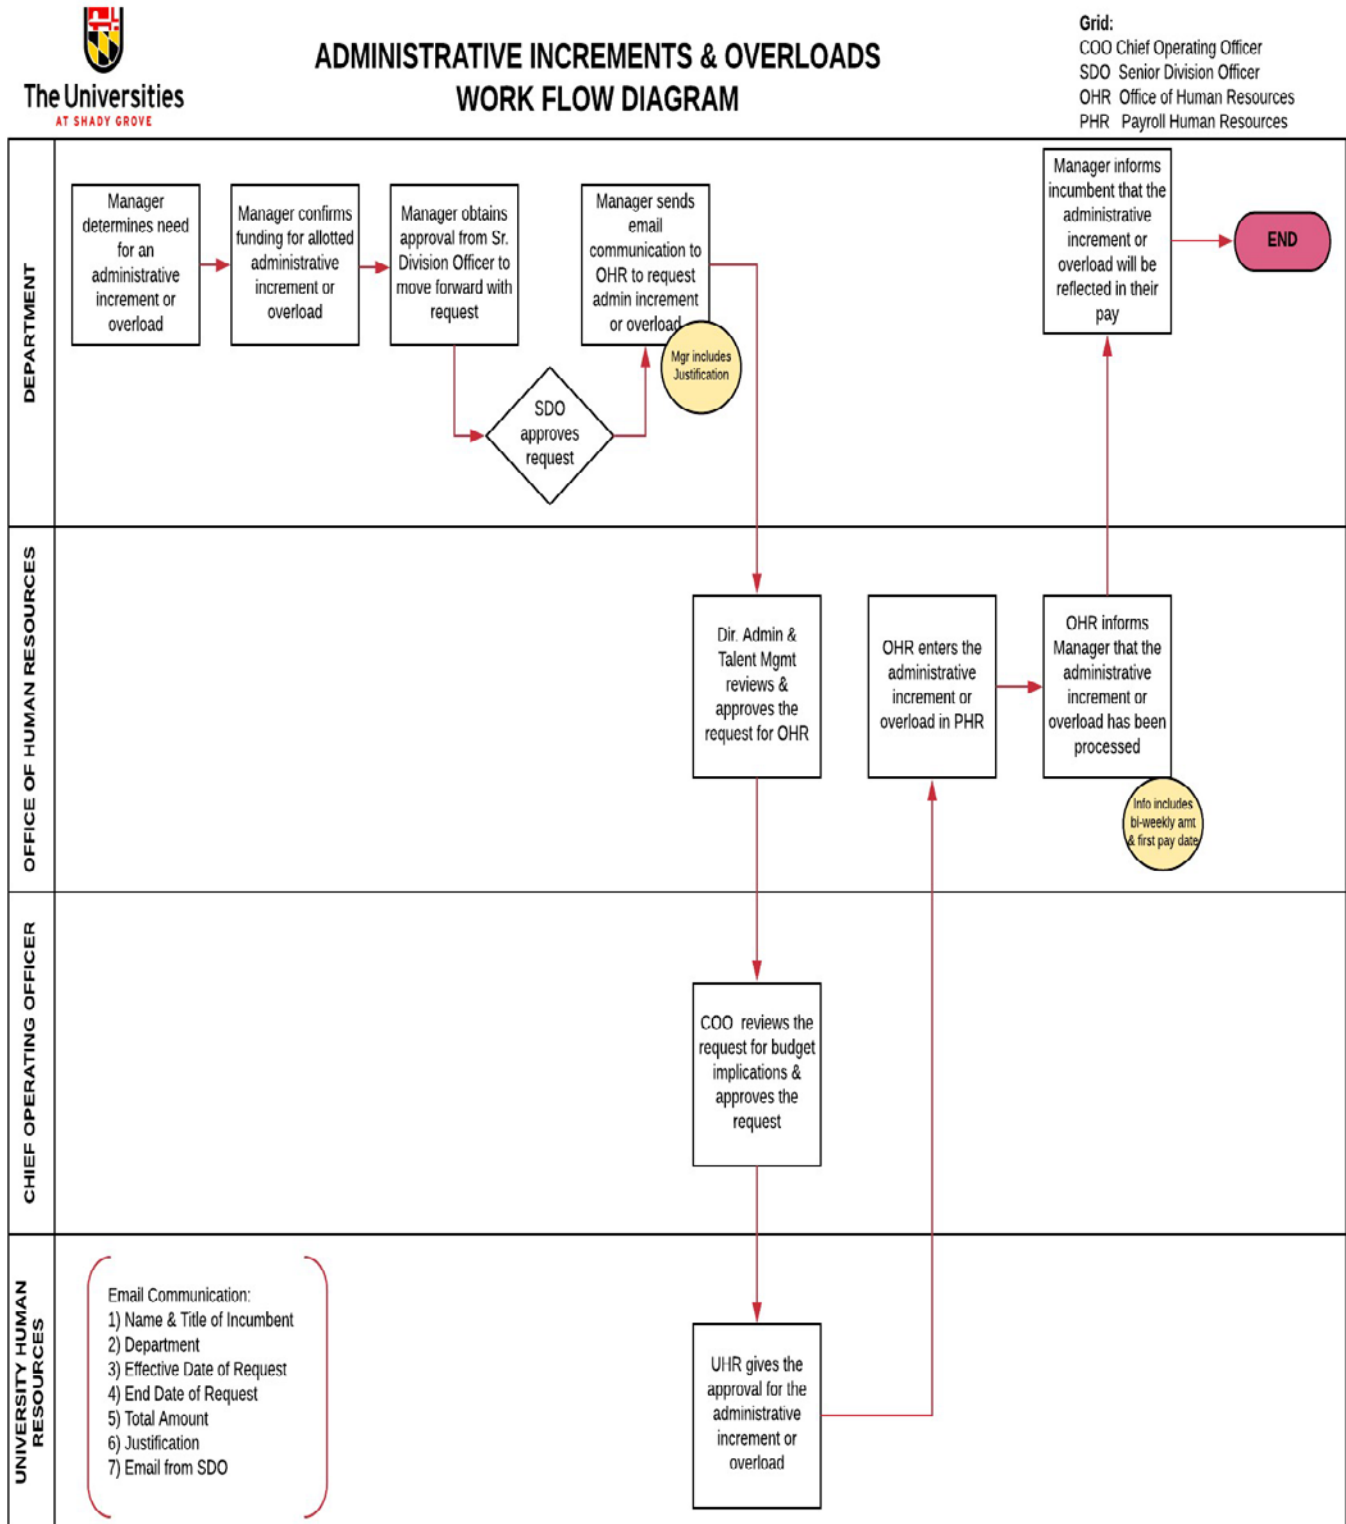 The Universities
AT SHADY GROVE
ADMINISTRATIVE INCREMENTS & OVERLOADS
WORK FLOW DIAGRAM
Grid:
COO Chief Operating Officer
SDO Senior Division Officer
OHR Office of Human Resources
PHR Payroll Human Resources
DEPARTMENT
Manager
determines need
for an
administrative
increment or
overload
Manager confirms
funding for allotted
administrative
increment or
overload
Manager obtains
approval from Sr.
Division Officer to
move forward with
request
SDO
approves
request
Manager sends
email
communication to
OHR to request
admin increment
or overload
Mgr includes
Justification
Manager informs
incumbent that the
administrative
increment or
overload will be
reflected in their
pay
END
OFFICE OF HUMAN RESOURCES
Dir. Admin &
Talent Mgmt
reviews &
approves the
request for OHR
OHR enters the
administrative
increment or
overload in PHR
OHR informs
Manager that the
administrative
increment or
overload has been
processed
Info includes
bi-weekly amt
& first pay date
CHIEF OPERATING OFFICER
COO reviews the
request for budget
implications &
approves the
request
UNIVERSITY HUMAN
RESOURCES
Email Communication:
1) Name & Title of Incumbent
2) Department
3) Effective Date of Request
4) End Date of Request
5) Total Amount
6) Justification
7) Email from SDO
UHR gives the
approval for the
administrative
increment or
overload